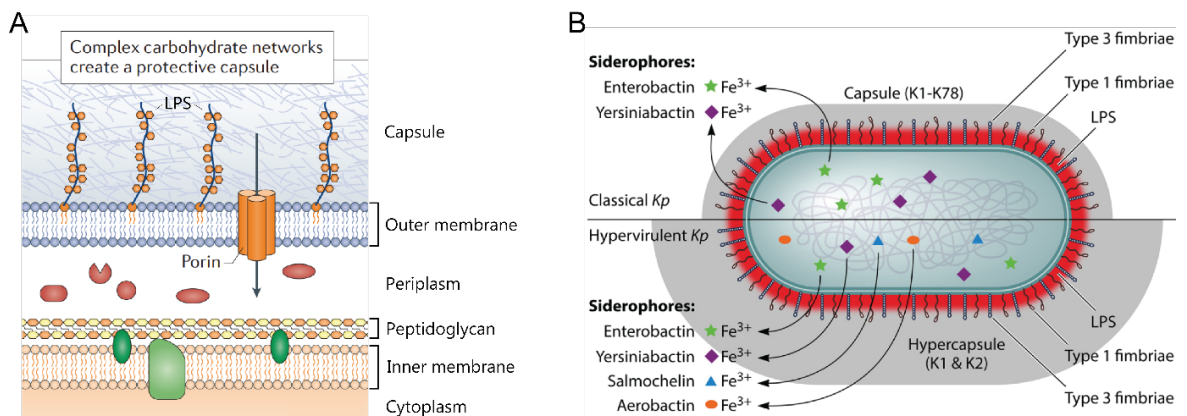 A
Complex carbohydrate networks
create a protective capsule
LPS
Capsule
Outer membrane
Porin
Periplasm
Peptidoglycan
Inner membrane
Cytoplasm
B
Siderophores:
Enterobactin Fe3+
Yersiniabactin Fe3+
Capsule (K1-K78)
Type 3 fimbriae
Type 1 fimbriae
LPS
Classical Kp
Hypervirulent Kp
Siderophores:
Enterobactin Fe3+
Yersiniabactin Fe3+
Salmochelin Fe3+
Aerobactin Fe3+
Hypercapsule
(K1 & K2)
LPS
Type 1 fimbriae
Type 3 fimbriae